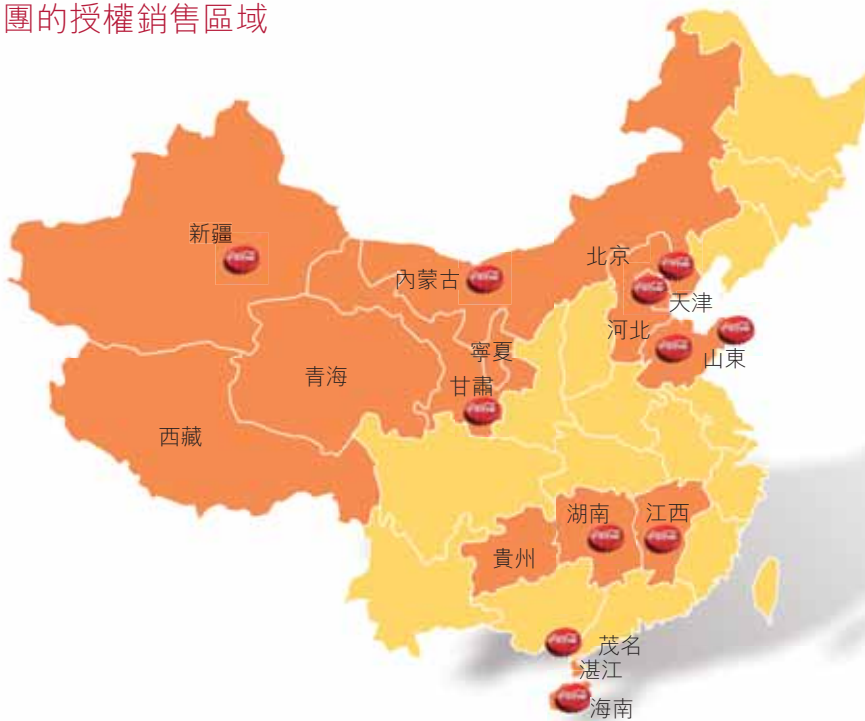 團的授權銷售區域
新疆
內蒙古
北京
天津
河北
山東
寧夏
甘肅
青海
西藏
湖南
江西
貴州
茂名
湛江
海南